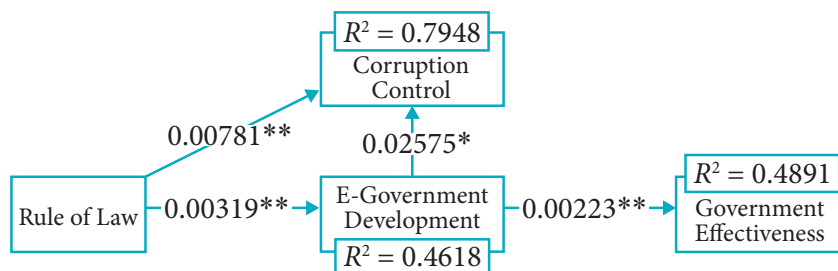 R² = 0.7948
Corruption
Control
0.00781**
0.02575*
Rule of Law
0.00319**
E-Government
Development
R² = 0.4618
0.00223**
R² = 0.4891
Government
Effectiveness